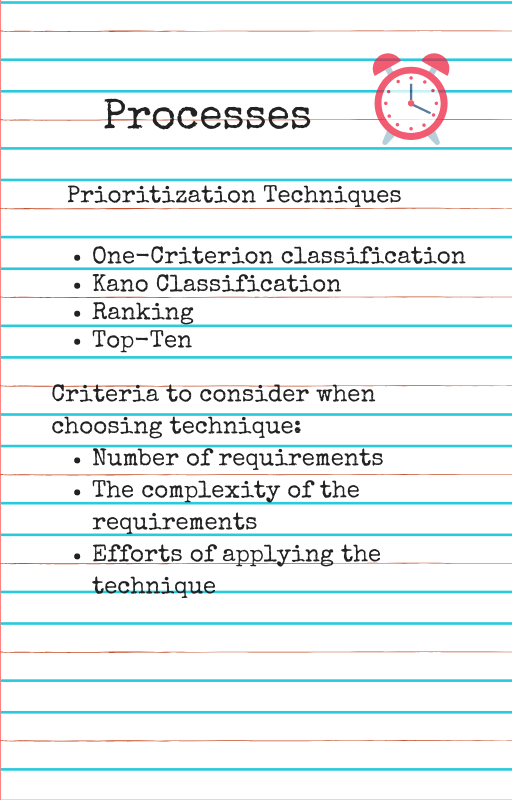 Processes
Prioritization Techniques
• One-Criterion classification
• Kano Classification
• Ranking
• Top-Ten
Criteria to consider when
choosing technique:
• Number of requirements
• The complexity of the
requirements
• Efforts of applying the
technique